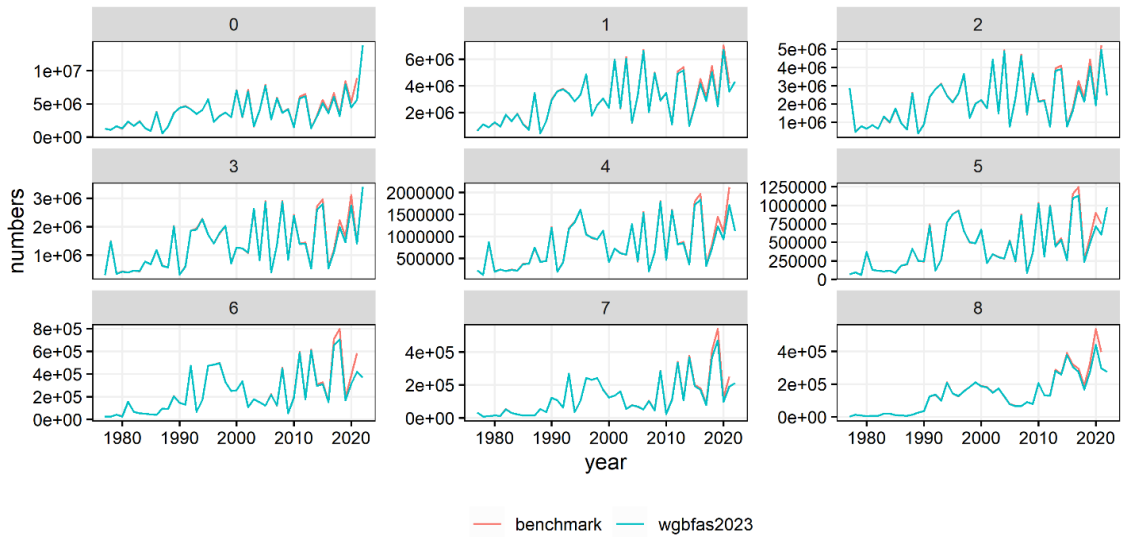 0 1 2
1e+07
5e+06
0e+00
6e+06
4e+06
2e+06
5e+06
4e+06
3e+06
2e+06
1e+06
3 4 5
3e+06
2e+06
1e+06
2000000
1500000
1000000
500000
1250000
1000000
750000
500000
250000
0
numbers
6 7 8
8e+05
6e+05
4e+05
2e+05
0e+00
4e+05
2e+05
0e+00
4e+05
2e+05
0e+00
1980 1990 2000 2010 2020 1980 1990 2000 2010 2020 1980 1990 2000 2010 2020
year
benchmark wgbfas2023